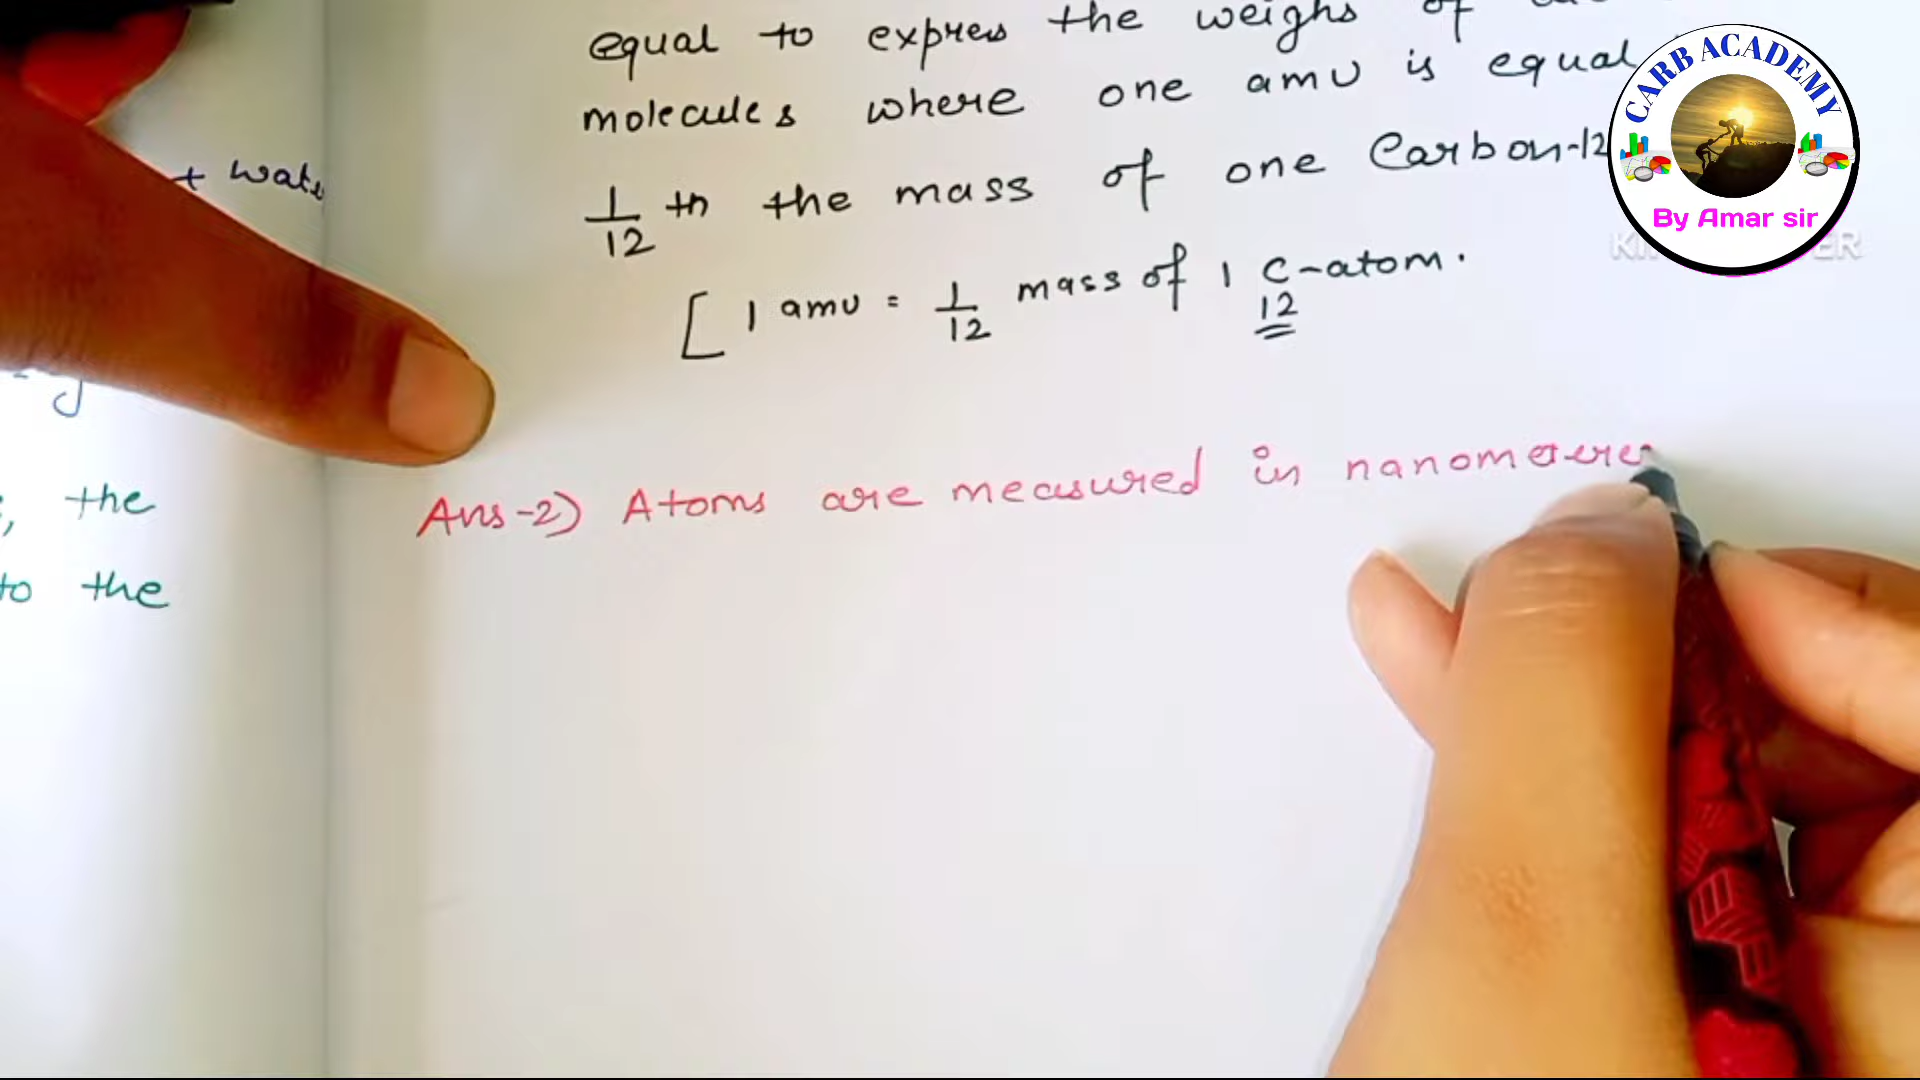 equal to express the weighs of
molecules where one amu is equal
1/12 th the mass of one Carbon-12
[ 1 amu = 1/12 mass of 1 C-atom.
12
Ans-2) Atoms are measured in nanometere
+ wate
, the
to the
CARB ACADEMY
By Amar sir